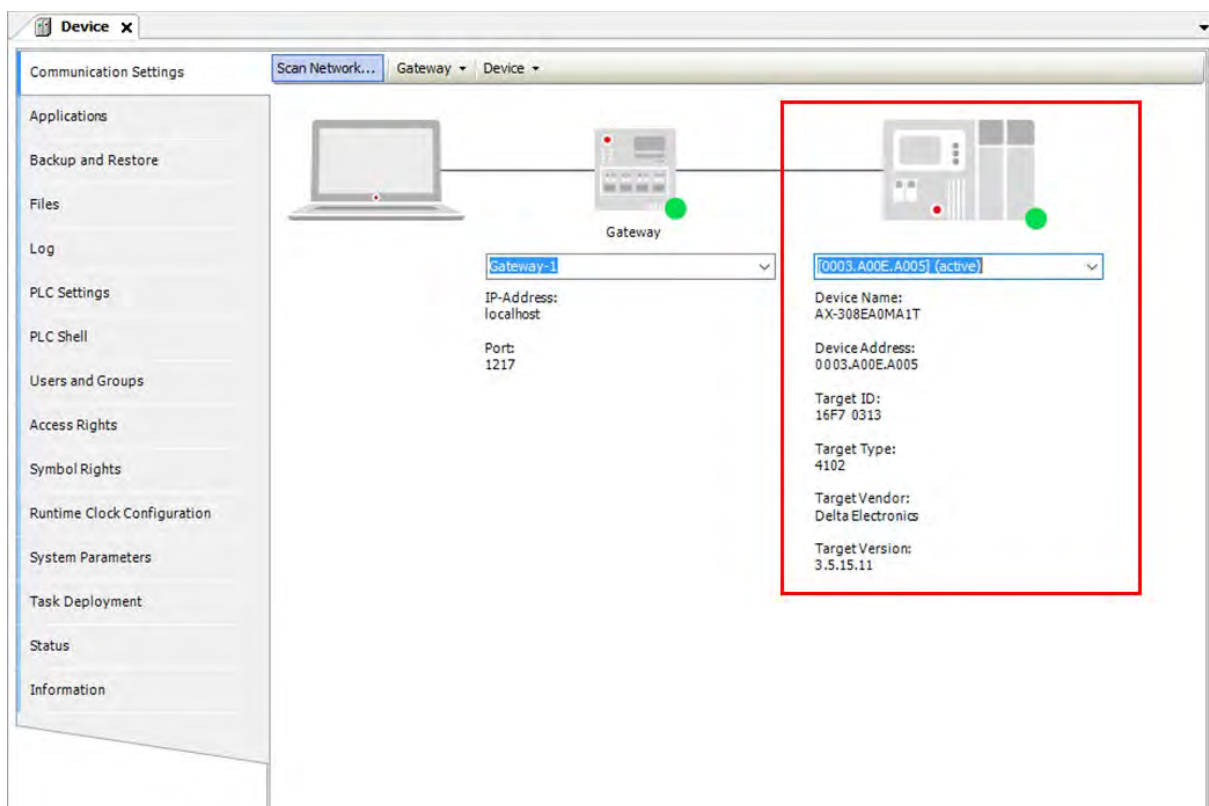 Device
Communication Settings
Applications
Backup and Restore
Files
Log
PLC Settings
PLC Shell
Users and Groups
Access Rights
Symbol Rights
Runtime Clock Configuration
System Parameters
Task Deployment
Status
Information
Scan Network...
Gateway
Device
Gateway
Gateway-1
IP-Address:
localhost
Port:
1217
[0003.A00E.A005] (active)
Device Name:
AX-308EA0MA1T
Device Address:
0003.A00E.A005
Target ID:
16F7 0313
Target Type:
4102
Target Vendor:
Delta Electronics
Target Version:
3.5.15.11